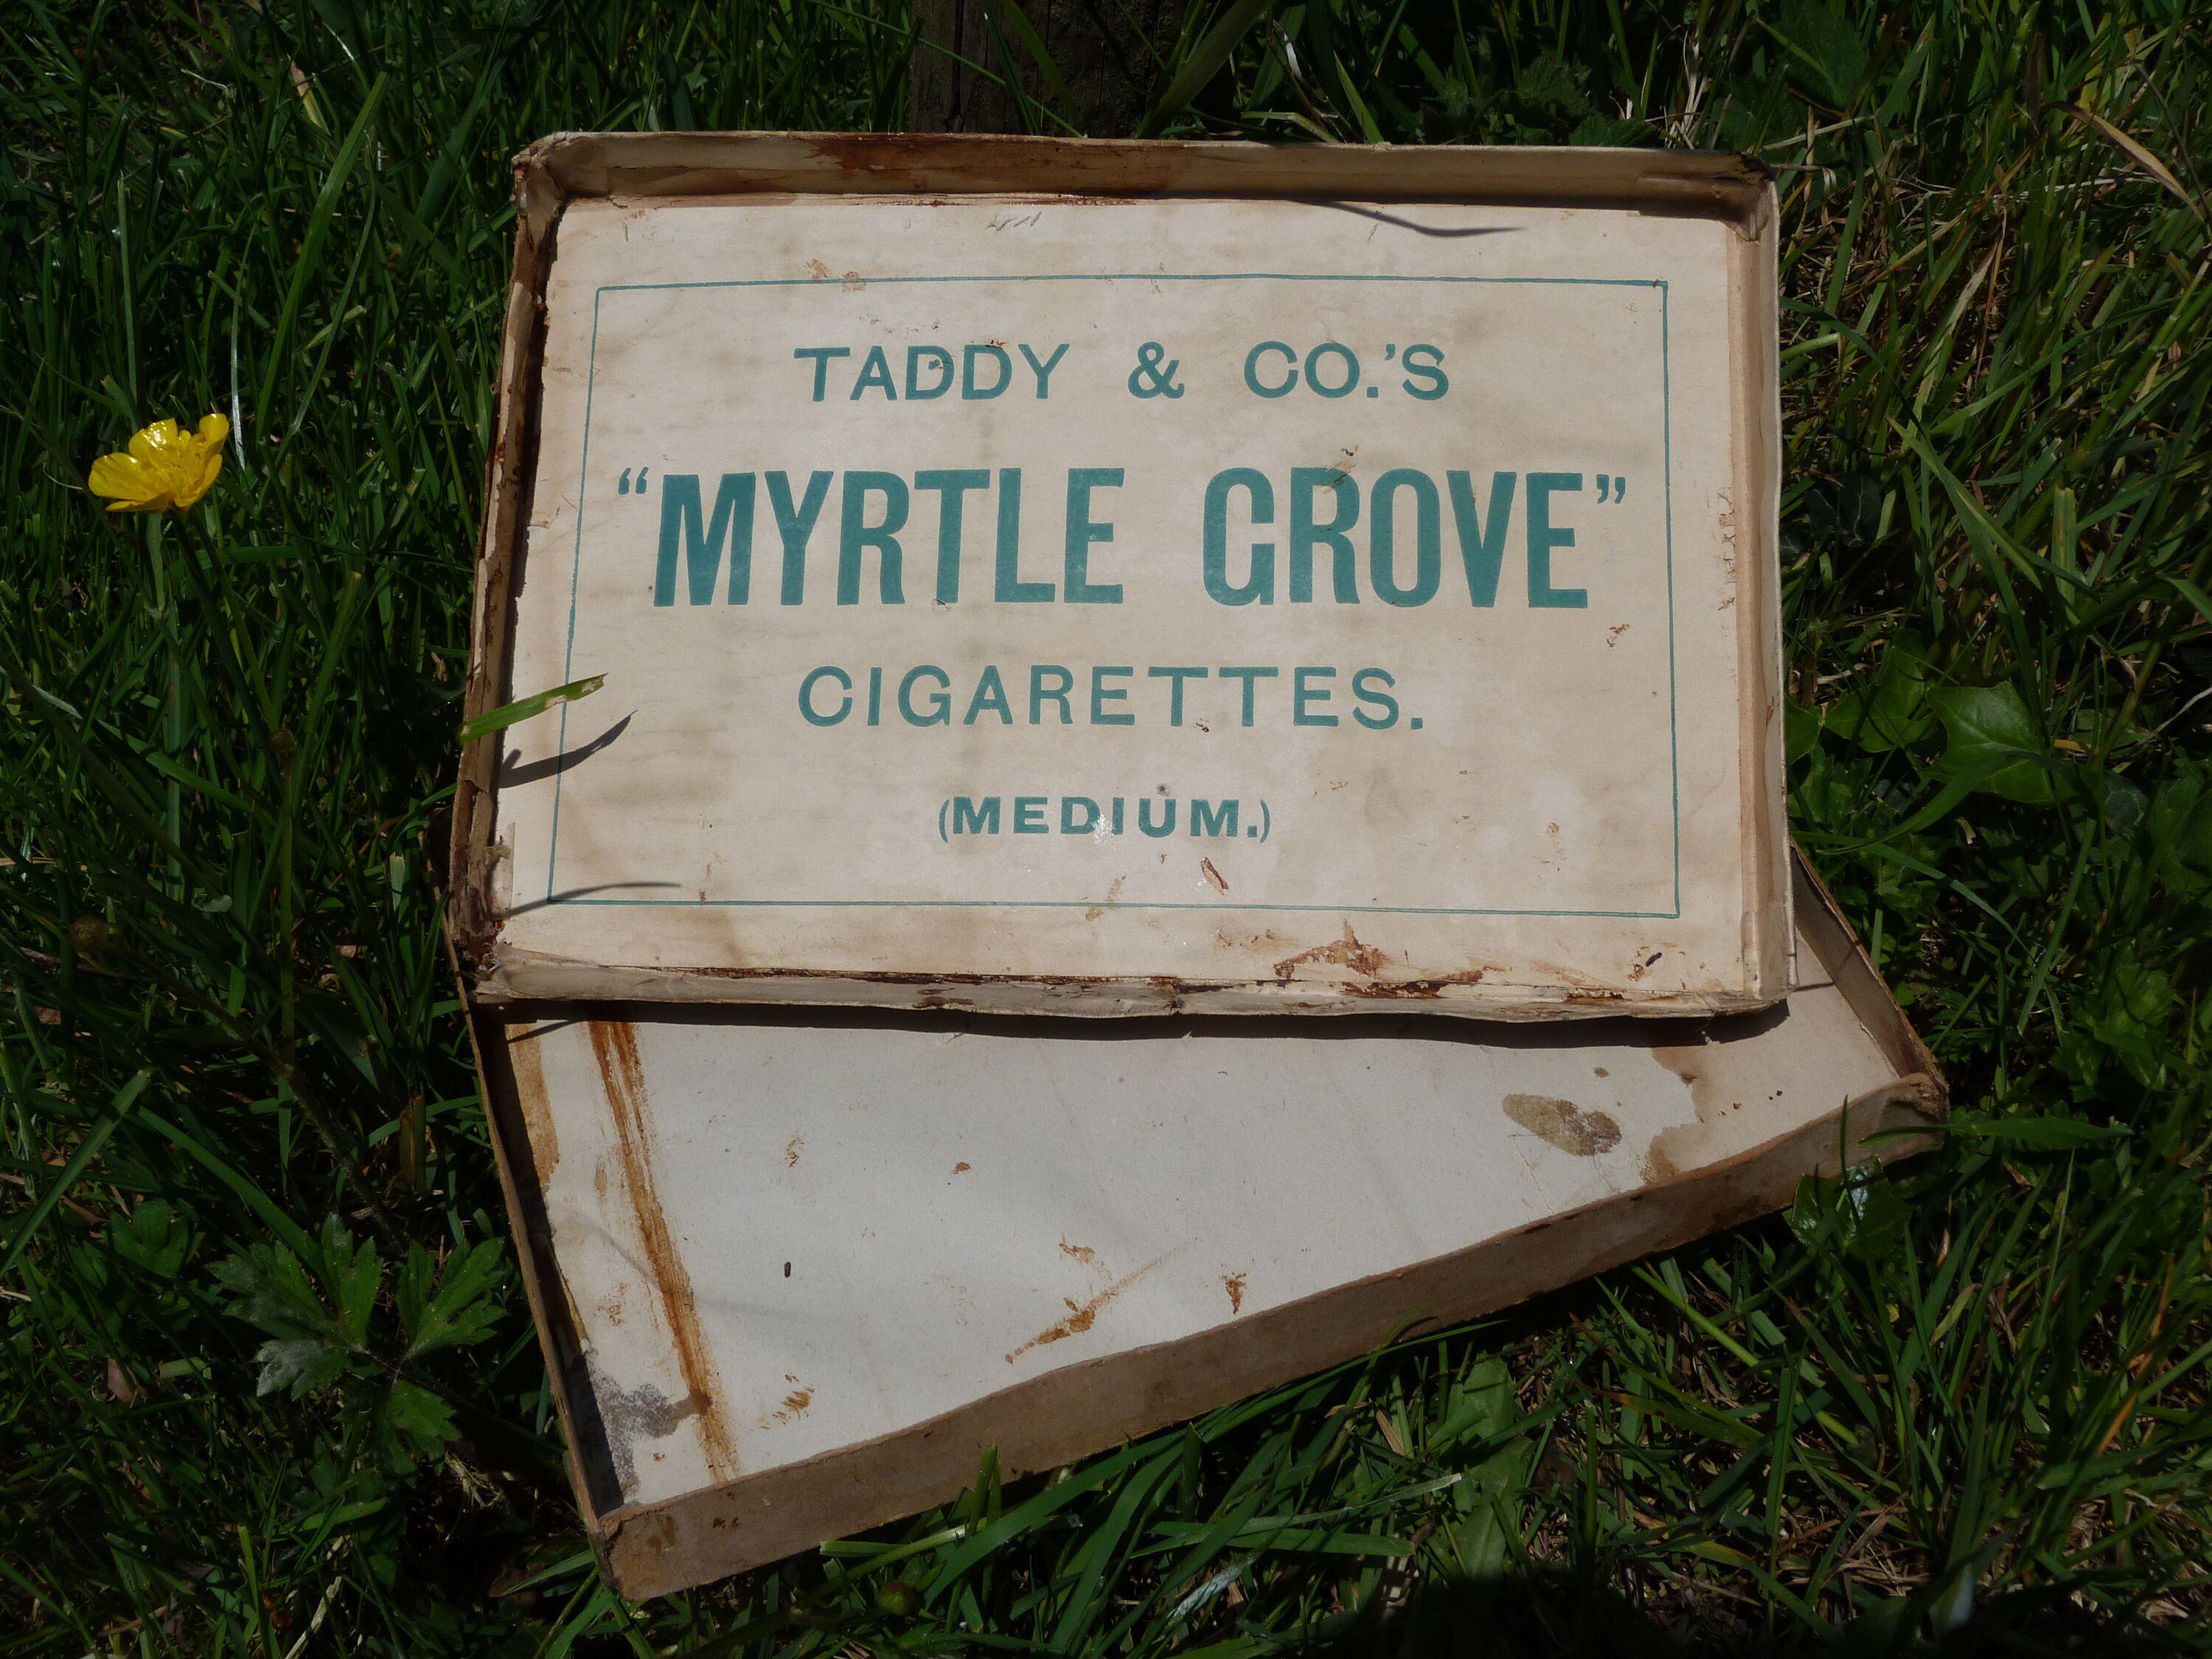 TADDY & CO.'S
“MYRTLE GROVE”
CIGARETTES.
(MEDIUM.)